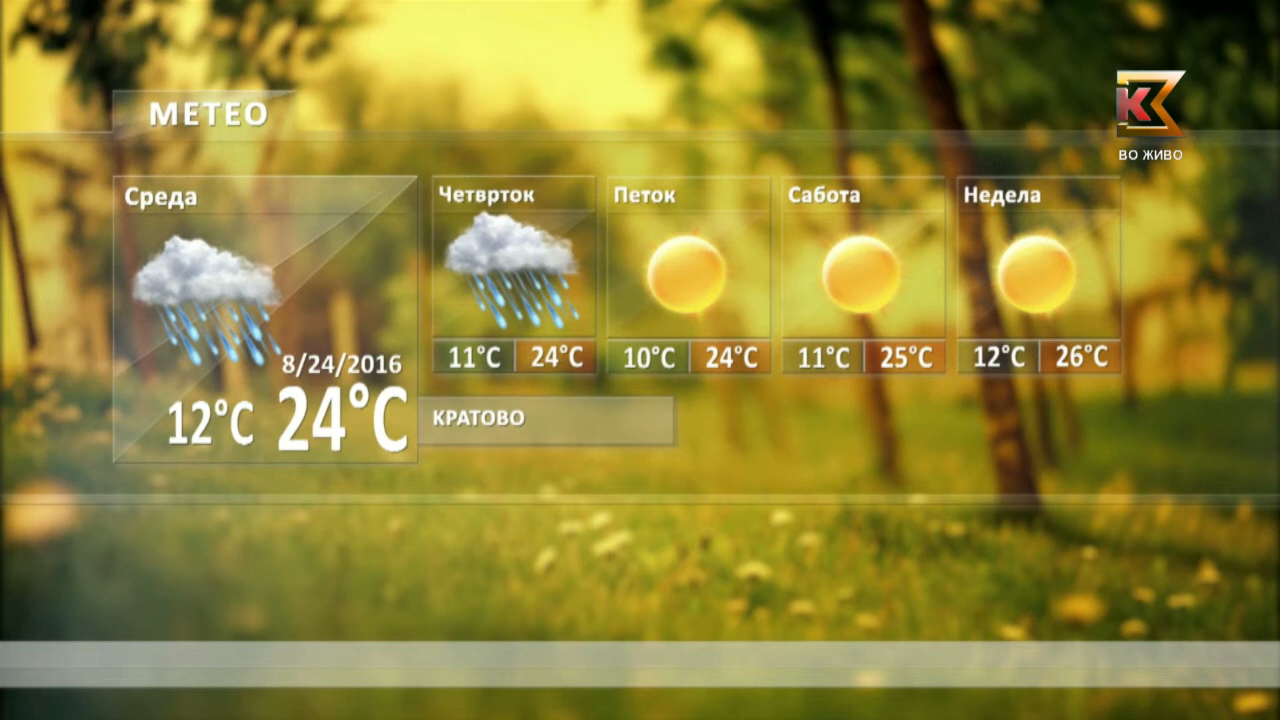 МЕТЕО
К
ВО ЖИВО
Среда
8/24/2016
12°C 24°C
Четврток
11°C 24°C
Петок
10°C 24°C
Сабота
11°C 25°C
Недела
12°C 26°C
КРАТОВО